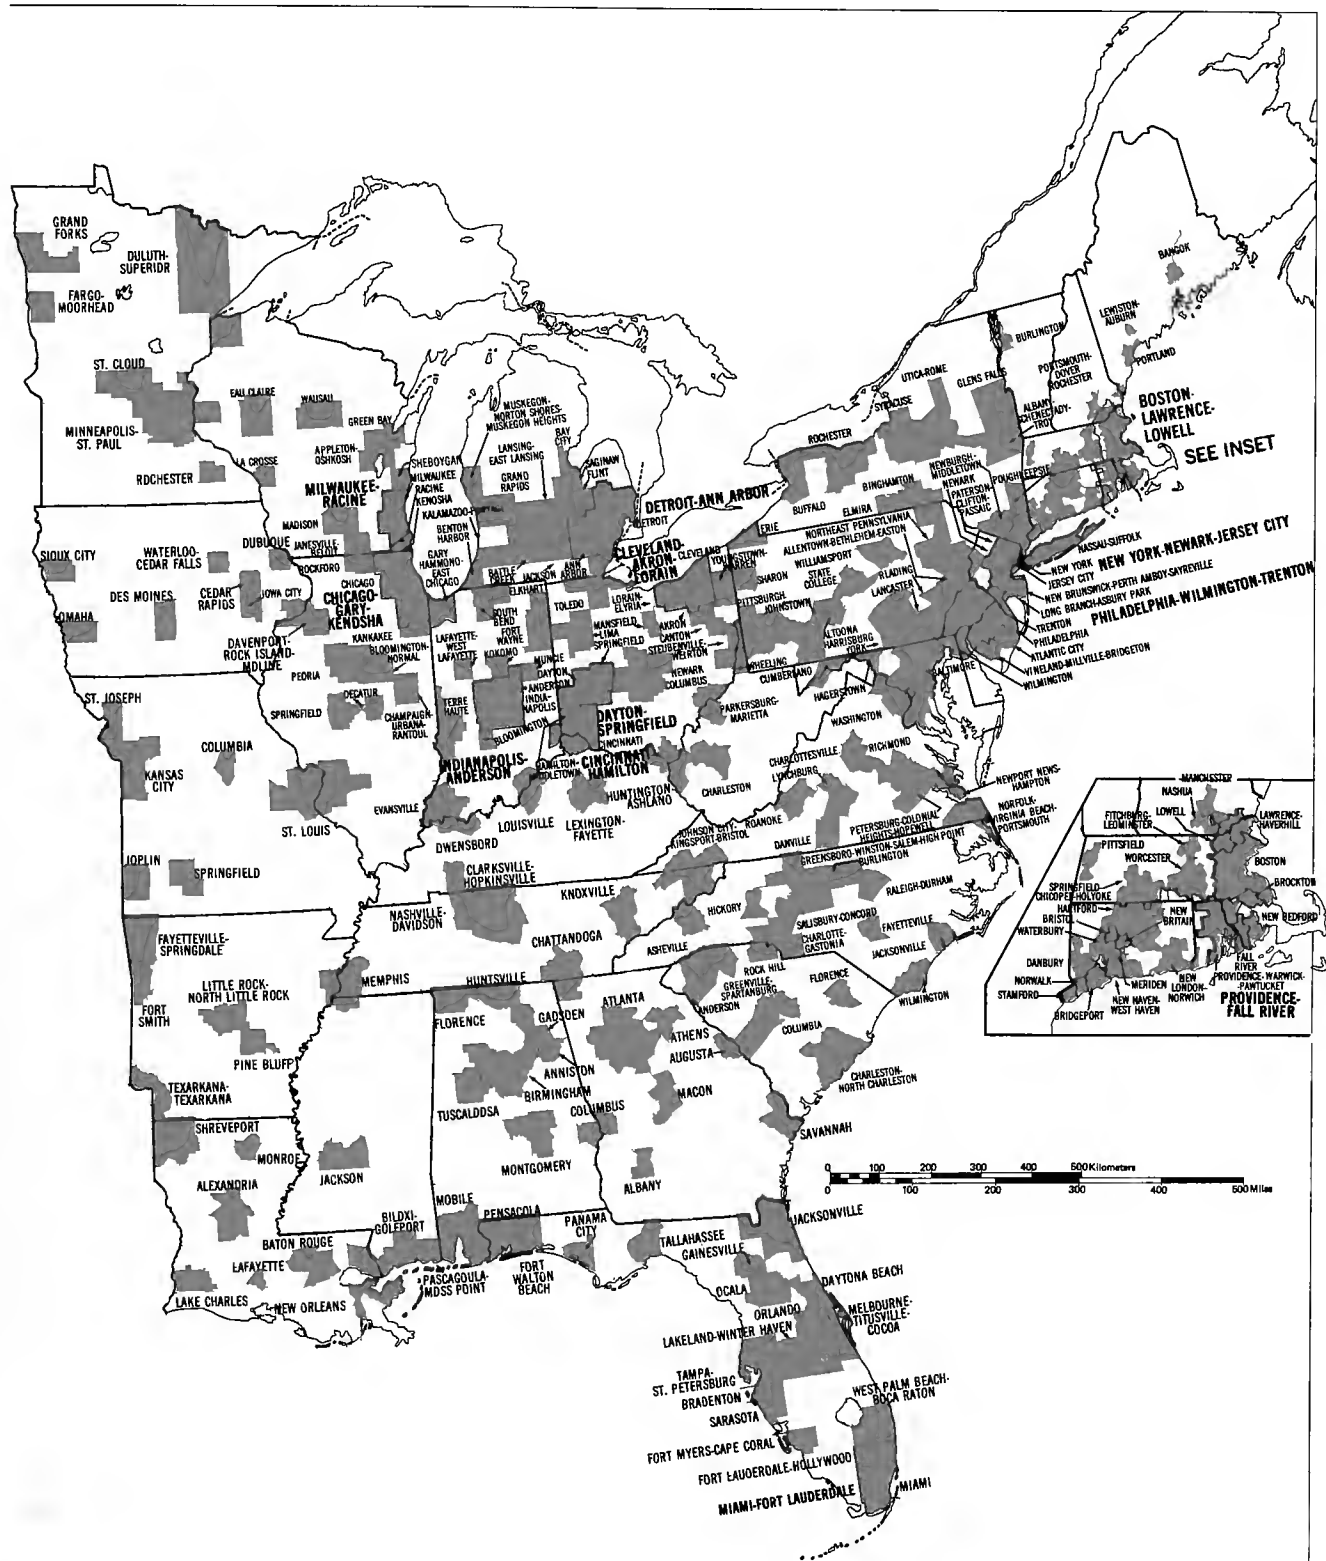 GRAND
FORKS
DULUTH-
SUPERIDR
FARGO-
MOORHEAD
ST. CLOUD
MINNEAPOLIS-
ST. PAUL
ROCHESTER
EAU CLAIRE
WAUSAU
GREEN BAY
APPLETON-
OSHKOSH
LA CROSSE
MILWAUKEE-
RACINE
MADISON
JANESVILLE-
BELOIT
SHEBOYGAN
MILWAUKEE
RACINE
KENOSHA
KALAMAZOO-
BENTON
HARBOR
GARY
HAMMONO-
EAST
CHICAGO
MUSKEGON-
NORTON SHORES-
MUSKEGON HEIGHTS
LANSING-
EAST LANSING
GRAND
RAPIDS
BAY
CITY
SAGINAW
FLINT
DETROIT-ANN ARBOR
DETROIT
BATTLE
CREEK
JACKSON
ANN
ARBOR
SIOUX CITY
WATERLOO-
CEDAR FALLS
DUBUQUE
ROCKFORD
DES MOINES
CEDAR
RAPIDS
IOWA CITY
OMAHA
DAVENPORT-
ROCK ISLAND-
MDLINE
CHICAGO
CHICAGO-
GARY-
KENDSHA
KANKAKEE
BLOOMINGTON-
NORMAL
PEORIA
DECATUR
SPRINGFIELD
CHAMPAIGN-
URBANA-
RANTOUL
ELKHART
SOUTH
BEND
FORT
WAYNE
LAFAYETTE-
WEST
LAFAYETTE
KOKOMO
MUNCIE
ANDERSON
INDIA-
NAPOLIS
TERRE
HAUTE
BLOOMINGTON
INDIANAPOLIS-
ANDERSON
EVANSVILLE
TOLEDO
LIMA
MANSFIELD
SPRINGFIELD
DAYTON
DAYTON-
SPRINGFIELD
CINCINNATI
CINCINNATI
HAMILTON
HAMILTON-
MIDDLETOWN
CLEVELAND-
AKRON-
LORAIN
CLEVELAND
LORAIN-
ELYRIA
AKRON
CANTON
STEUBENVILLE-
WEIRTON
NEWARK
COLUMBUS
YOUNGSTOWN-
WARREN
ERIE
SHARON
PITTSBURGH
JOHNSTOWN
WHEELING
PARKERSBURG-
MARIETTA
HUNTINGTON-
ASHLANO
CHARLESTON
BUFFALO
ROCHESTER
SYRACUSE
UTICA-ROME
GLENS FALLS
ALBANY
SCHENECTADY-
TROY
ELMIRA
BINGHAMTON
NEWBURGH-
MIDDLETOWN
NEWARK
PATERSON-
CLIFTON-
PASSAIC
POUGHKEEPSIE
NORTHEAST PENNSYLVANIA
ALLENTOWN-BETHLEHEM-EASTON
WILLIAMSPORT
STATE
COLLEGE
RLADING
LANCASTER
ALTOONA
HARRISBURG
YORK
CUMBERLAND
HAGERSTOWN
BALTIMORE
WASHINGTON
BANGOK
LEWISTON-
AUBURN
PORTLAND
BURLINGTON
PORTSMOUTH-
DOVER
ROCHESTER
BOSTON-
LAWRENCE-
LOWELL
SEE INSET
NASSAU-SUFFOLK
NEW YORK
NEW YORK-NEWARK-JERSEY CITY
JERSEY CITY
NEW BRUNSWICK-PERTH AMBOY-SAYREVILLE
LONG BRANCH-ASBURY PARK
PHILADELPHIA-WILMINGTON-TRENTON
TRENTON
PHILADELPHIA
ATLANTIC CITY
VINELAND-MILLVILLE-BRIDGETON
WILMINGTON
ST. JOSEPH
COLUMBIA
KANSAS
CITY
ST. LOUIS
JOPLIN
SPRINGFIELD
LOUISVILLE
LEXINGTON-
FAYETTE
DWENSBORD
CLARKSVILLE-
HOPKINSVILLE
NASHVILLE-
DAVIDSON
KNOXVILLE
CHATTANDOGA
MEMPHIS
JOHNSON CITY-
KINGSPORT-BRISTOL
CHARLOTTESVILLE
LYNCHBURG
RICHMOND
ROANOKE
DANVILLE
PETERSBURG-COLONIAL
HEIGHTS-HOPEWELL
NEWPORT NEWS-
HAMPTON
NORFOLK-
VIRGINIA BEACH-
PORTSMOUTH
GREENSBORO-WINSTON-SALEM-HIGH POINT
BURLINGTON
RALEIGH-DURHAM
HICKORY
SALISBURY-CONCORD
FAYETTEVILLE
CHARLOTTE-
GASTONIA
ASHEVILLE
JACKSONVILLE
WILMINGTON
ROCK HILL
GREENVILLE-
SPARTANBURG
ANDERSON
FLORENCE
COLUMBIA
CHARLESTON-
NORTH CHARLESTON
FAYETTEVILLE-
SPRINGDALE
FORT
SMITH
LITTLE ROCK-
NORTH LITTLE ROCK
PINE BLUFF
TEXARKANA-
TEXARKANA
SHREVEPORT
MONROE
ALEXANDRIA
JACKSON
BATON ROUGE
LAFAYETTE
LAKE CHARLES
NEW ORLEANS
BILDXI-
GULFPORT
PASCAGOULA-
MDSS POINT
HUNTSVILLE
FLORENCE
GADSDEN
ANNISTON
BIRMINGHAM
TUSCALDDSA
MONTGOMERY
MOBILE
PENSACOLA
FORT
WALTON
BEACH
PANAMA
CITY
ATLANTA
ATHENS
AUGUSTA
MACON
COLUMBUS
ALBANY
SAVANNAH
TALLAHASSEE
GAINESVILLE
JACKSONVILLE
OCALA
DAYTONA BEACH
ORLANDO
MELBOURNE-
TITUSVILLE-
COCOA
LAKELAND-WINTER HAVEN
TAMPA-
ST. PETERSBURG
BRADENTON
SARASOTA
WEST PALM BEACH-
BOCA RATON
FORT MYERS-CAPE CORAL
FORT LAUDERDALE-HOLLYWOOD
MIAMI-FORT LAUDERDALE
MIAMI
0 100 200 300 400 500 Kilometers
0 100 200 300 400 500 Miles
MANCHESTER
NASHUA
LOWELL
FITCHBURG-
LEOMINSTER
LAWRENCE-
HAVERHILL
PITTSFIELD
WORCESTER
BOSTON
SPRINGFIELD
CHICOPEE-HOLYOKE
BROCKTON
HARTFORD
BRISTOL
WATERBURY
NEW
BRITAIN
NEW BEDFORD
DANBURY
FALL
RIVER
NORWALK
STAMFORD
BRIDGEPORT
MERIDEN
NEW HAVEN-
WEST HAVEN
NEW
LONDON-
NORWICH
PROVIDENCE-WARWICK-
PAWTUCKET
PROVIDENCE-
FALL RIVER